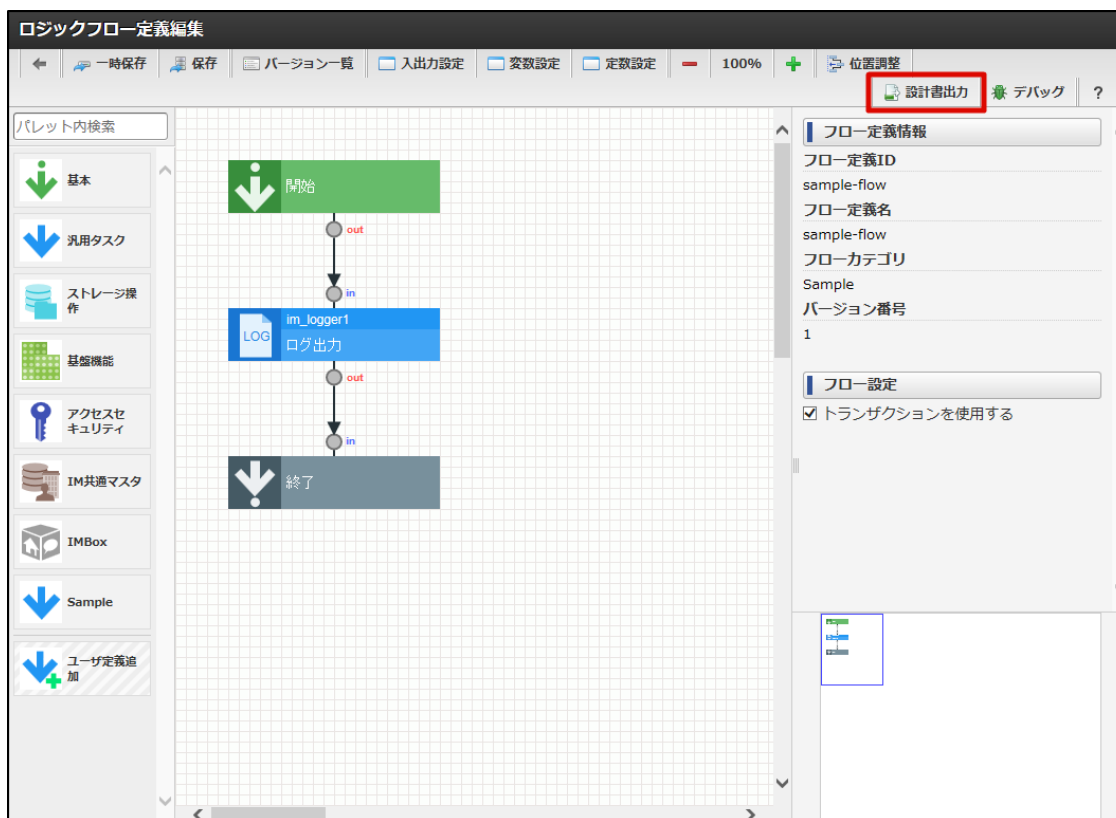 ロジックフロー定義編集
一時保存 保存 バージョン一覧 入出力設定 変数設定 定数設定 100% 位置調整
設計書出力 デバッグ ?
パレット内検索
基本
汎用タスク
ストレージ操
作
基盤機能
アクセスセ
キュリティ
IM共通マスタ
IMBox
Sample
ユーザ定義追
加
開始
out
in
im_logger1
LOG
ログ出力
out
in
終了
フロー定義情報
フロー定義ID
sample-flow
フロー定義名
sample-flow
フローカテゴリ
Sample
バージョン番号
1
フロー設定
トランザクションを使用する